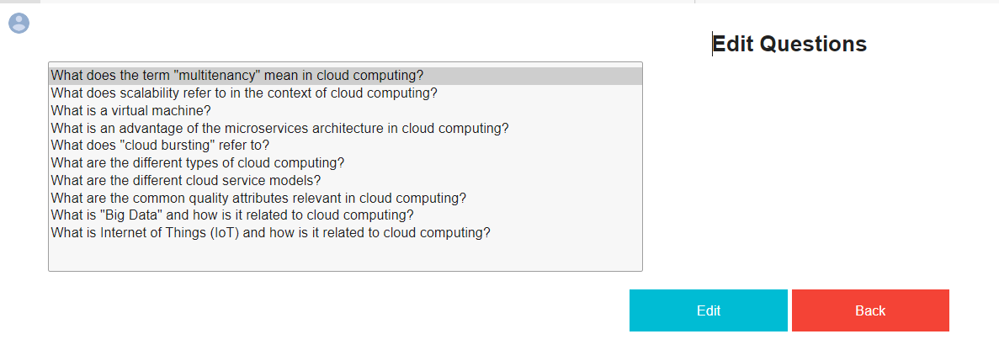 Edit Questions
What does the term "multitenancy" mean in cloud computing?
What does scalability refer to in the context of cloud computing?
What is a virtual machine?
What is an advantage of the microservices architecture in cloud computing?
What does "cloud bursting" refer to?
What are the different types of cloud computing?
What are the different cloud service models?
What are the common quality attributes relevant in cloud computing?
What is "Big Data" and how is it related to cloud computing?
What is Internet of Things (IoT) and how is it related to cloud computing?
Edit
Back